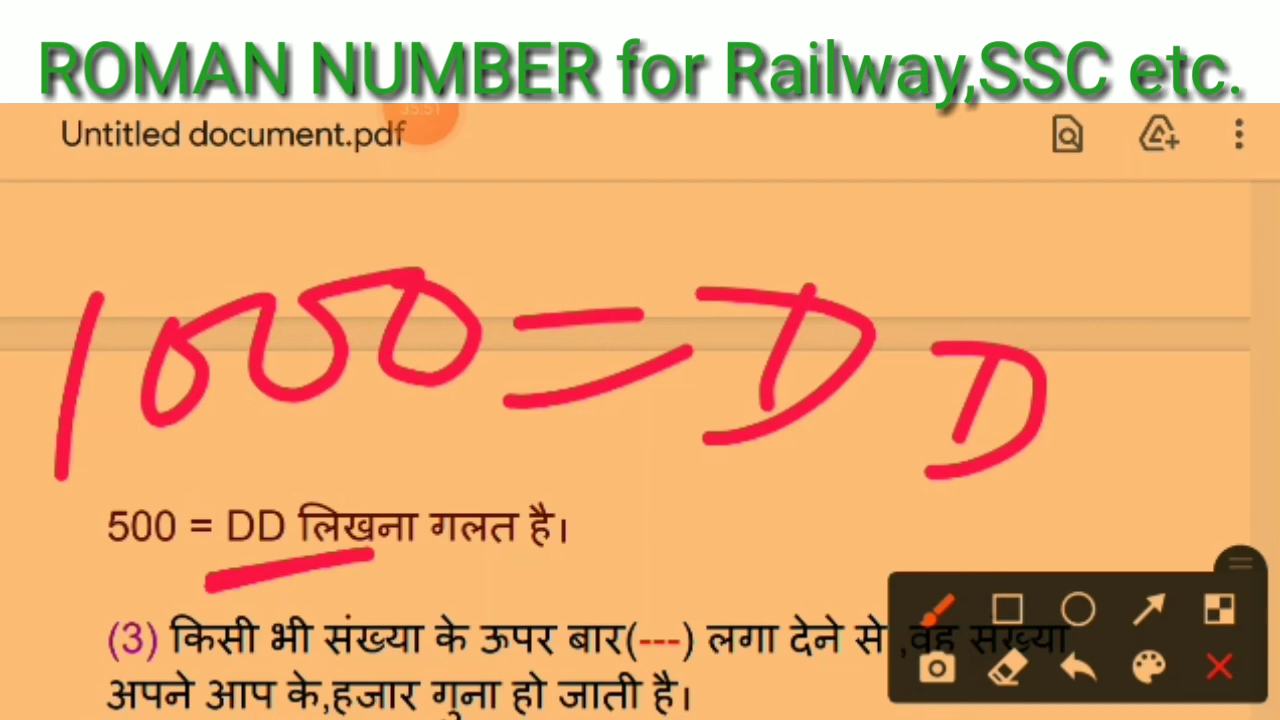 ROMAN NUMBER for Railway,SSC etc.
Untitled document.pdf
1000=DD
500 = DD लिखना गलत है।
(3) किसी भी संख्या के ऊपर बार(---) लगा देने से ,वह संख्या
अपने आप के,हजार गुना हो जाती है।